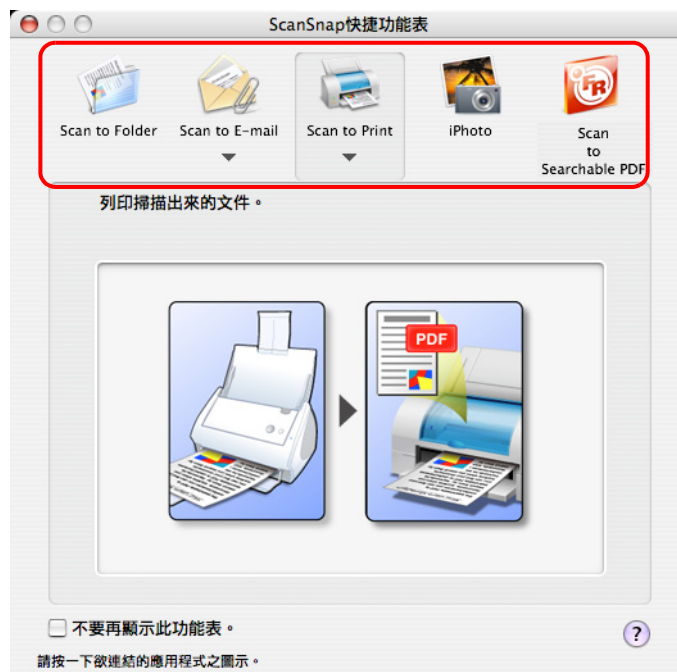 ScanSnap快捷功能表
Scan to Folder
Scan to E-mail
Scan to Print
iPhoto
Scan
to
Searchable PDF
列印掃描出來的文件。
PDF
不要再顯示此功能表。
?
請按一下欲連結的應用程式之圖示。